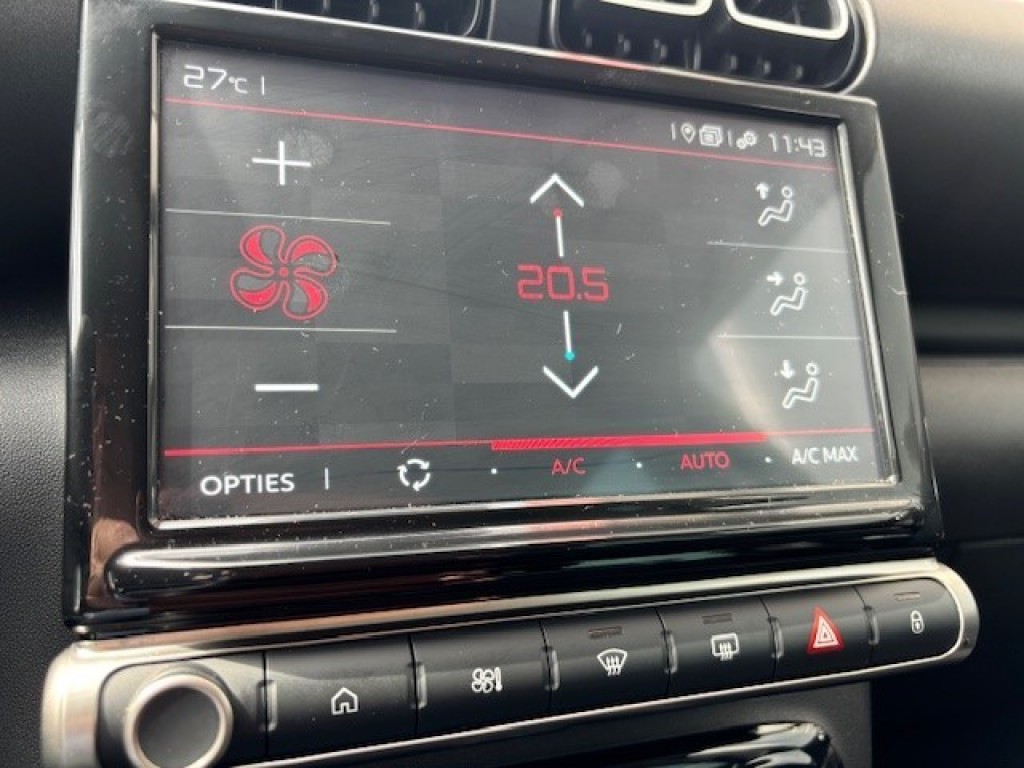 27°C
11:43
20.5
OPTIES A/C AUTO A/C MAX